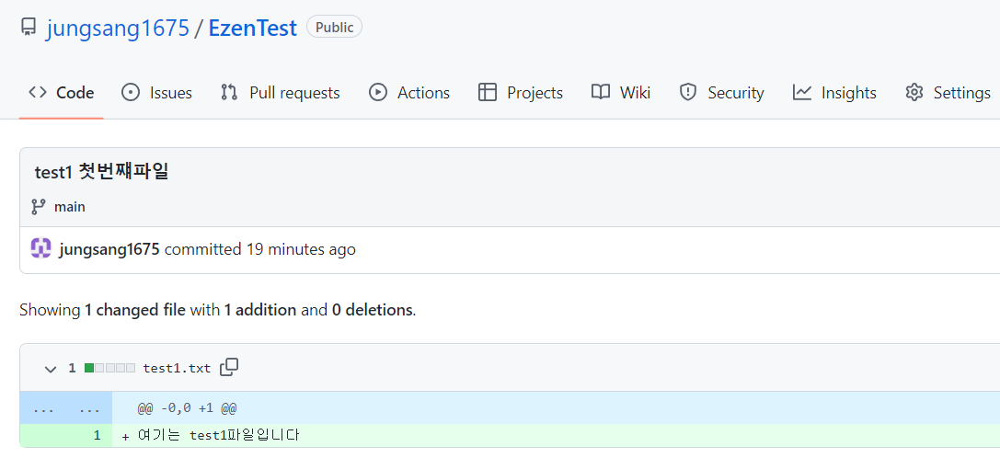 jungsang1675 / EzenTest Public
Code Issues Pull requests Actions Projects Wiki Security Insights Settings
test1 첫번쨰파일
main
jungsang1675 committed 19 minutes ago
Showing 1 changed file with 1 addition and 0 deletions.
1 test1.txt
... ... @@ -0,0 +1 @@
1 + 여기는 test1파일입니다